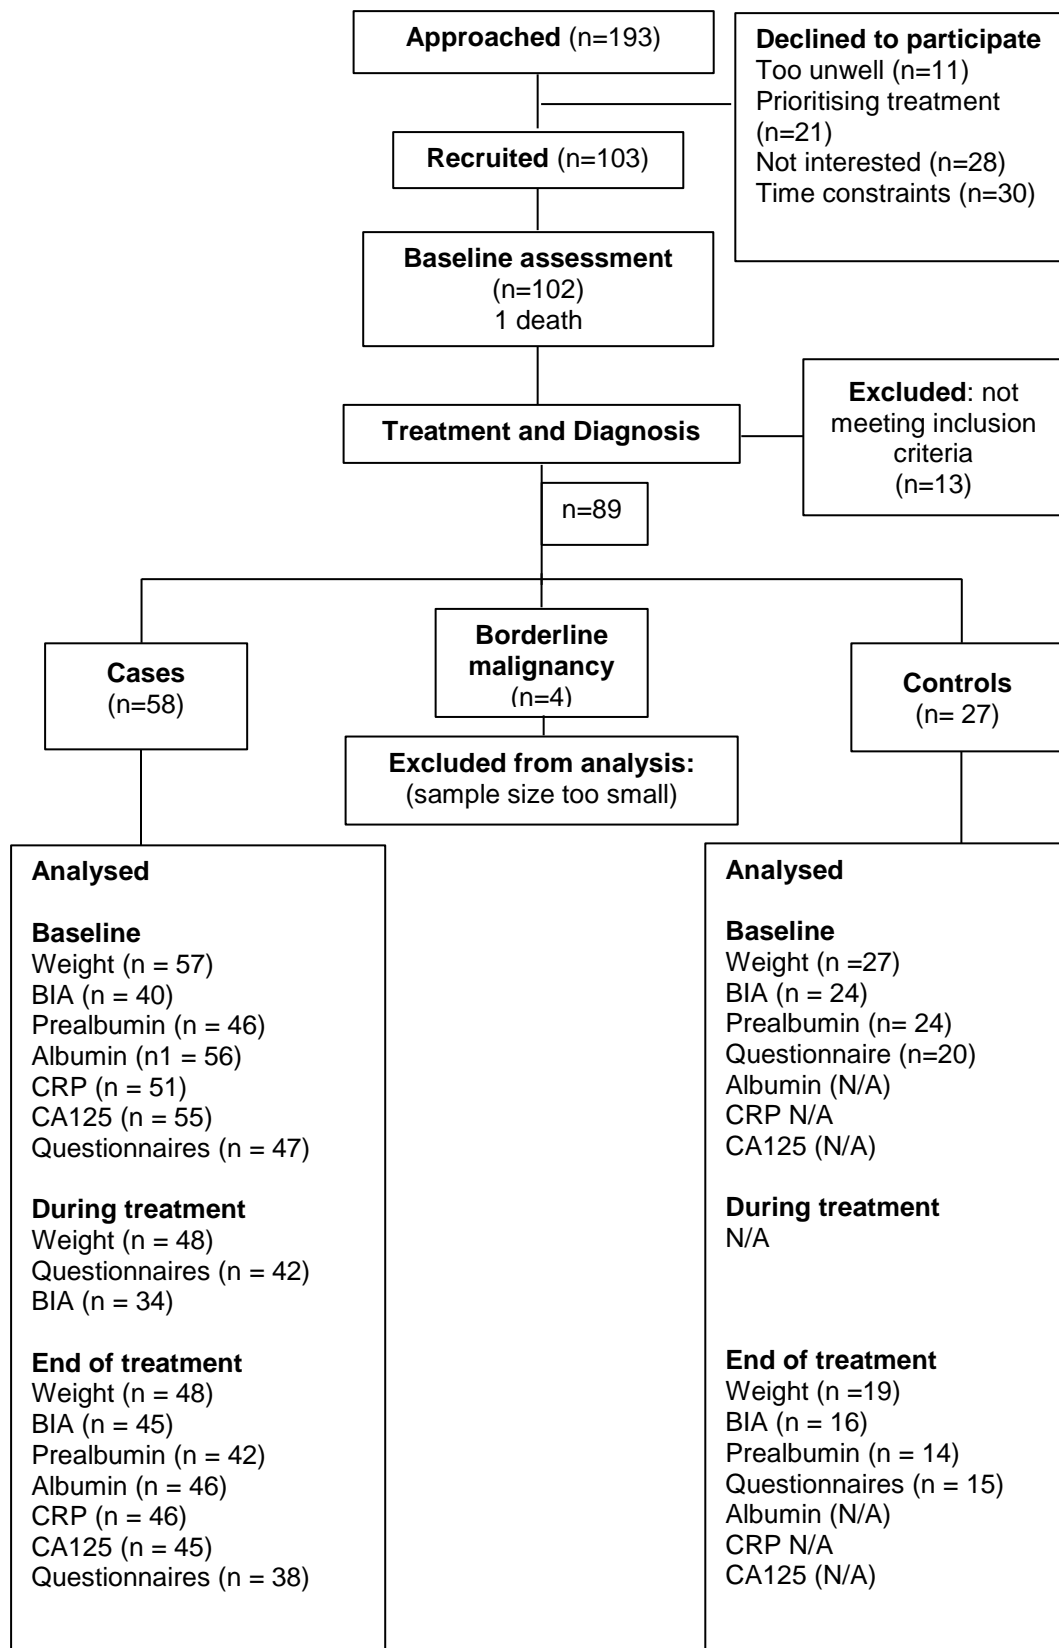 Approached (n=193)
Declined to participate
Too unwell (n=11)
Prioritising treatment
(n=21)
Not interested (n=28)
Time constraints (n=30)
Recruited (n=103)
Baseline assessment
(n=102)
1 death
Excluded: not
meeting inclusion
criteria
(n=13)
Treatment and Diagnosis
n=89
Cases
(n=58)
Borderline
malignancy
(n=4)
Controls
(n= 27)
Excluded from analysis:
(sample size too small)
Analysed
Baseline
Weight (n = 57)
BIA (n = 40)
Prealbumin (n = 46)
Albumin (n1 = 56)
CRP (n = 51)
CA125 (n = 55)
Questionnaires (n = 47)
During treatment
Weight (n = 48)
Questionnaires (n = 42)
BIA (n = 34)
End of treatment
Weight (n = 48)
BIA (n = 45)
Prealbumin (n = 42)
Albumin (n = 46)
CRP (n = 46)
CA125 (n = 45)
Questionnaires (n = 38)
Analysed
Baseline
Weight (n =27)
BIA (n = 24)
Prealbumin (n= 24)
Questionnaire (n=20)
Albumin (N/A)
CRP N/A
CA125 (N/A)
During treatment
N/A
End of treatment
Weight (n =19)
BIA (n = 16)
Prealbumin (n = 14)
Questionnaires (n = 15)
Albumin (N/A)
CRP N/A
CA125 (N/A)